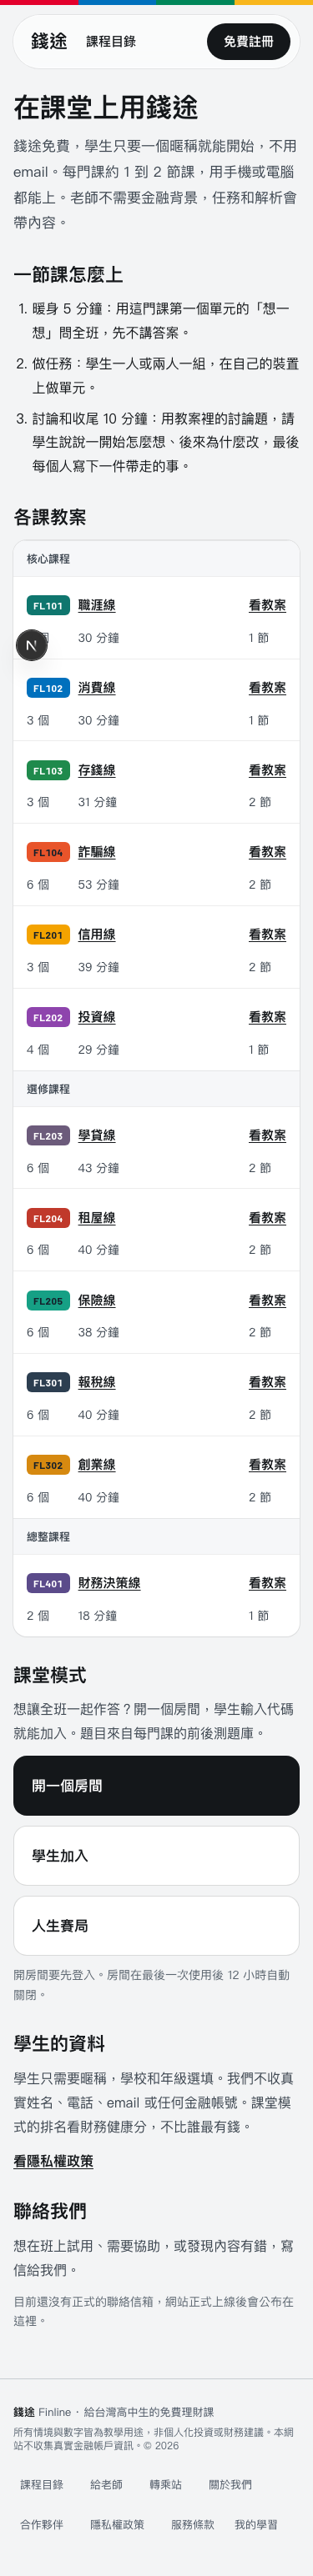 錢途 課程目錄 免費註冊
在課堂上用錢途
錢途免費，學生只要一個暱稱就能開始，不用
email。每門課約 1 到 2 節課，用手機或電腦
都能上。老師不需要金融背景，任務和解析會
帶內容。
一節課怎麼上
1. 暖身 5 分鐘：用這門課第一個單元的「想一
想」問全班，先不講答案。
2. 做任務：學生一人或兩人一組，在自己的裝置
上做單元。
3. 討論和收尾 10 分鐘：用教案裡的討論題，請
學生說說一開始怎麼想、後來為什麼改，最後
每個人寫下一件帶走的事。
各課教案
核心課程
FL101 職涯線 看教案
個 30 分鐘 1 節
FL102 消費線 看教案
3 個 30 分鐘 1 節
FL103 存錢線 看教案
3 個 31 分鐘 2 節
FL104 詐騙線 看教案
6 個 53 分鐘 2 節
FL201 信用線 看教案
3 個 39 分鐘 2 節
FL202 投資線 看教案
4 個 29 分鐘 1 節
選修課程
FL203 學貸線 看教案
6 個 43 分鐘 2 節
FL204 租屋線 看教案
6 個 40 分鐘 2 節
FL205 保險線 看教案
6 個 38 分鐘 2 節
FL301 報稅線 看教案
6 個 40 分鐘 2 節
FL302 創業線 看教案
6 個 40 分鐘 2 節
總整課程
FL401 財務決策線 看教案
2 個 18 分鐘 1 節
課堂模式
想讓全班一起作答？開一個房間，學生輸入代碼
就能加入。題目來自每門課的前後測題庫。
開一個房間
學生加入
人生賽局
開房間要先登入。房間在最後一次使用後 12 小時自動
關閉。
學生的資料
學生只需要暱稱，學校和年級選填。我們不收真
實姓名、電話、email 或任何金融帳號。課堂模
式的排名看財務健康分，不比誰最有錢。
看隱私權政策
聯絡我們
想在班上試用、需要協助，或發現內容有錯，寫
信給我們。
目前還沒有正式的聯絡信箱，網站正式上線後會公布在
這裡。
錢途 Finline · 給台灣高中生的免費理財課
所有情境與數字皆為教學用途，非個人化投資或財務建議。本網
站不收集真實金融帳戶資訊。© 2026
課程目錄 給老師 轉乘站 關於我們
合作夥伴 隱私權政策 服務條款 我的學習